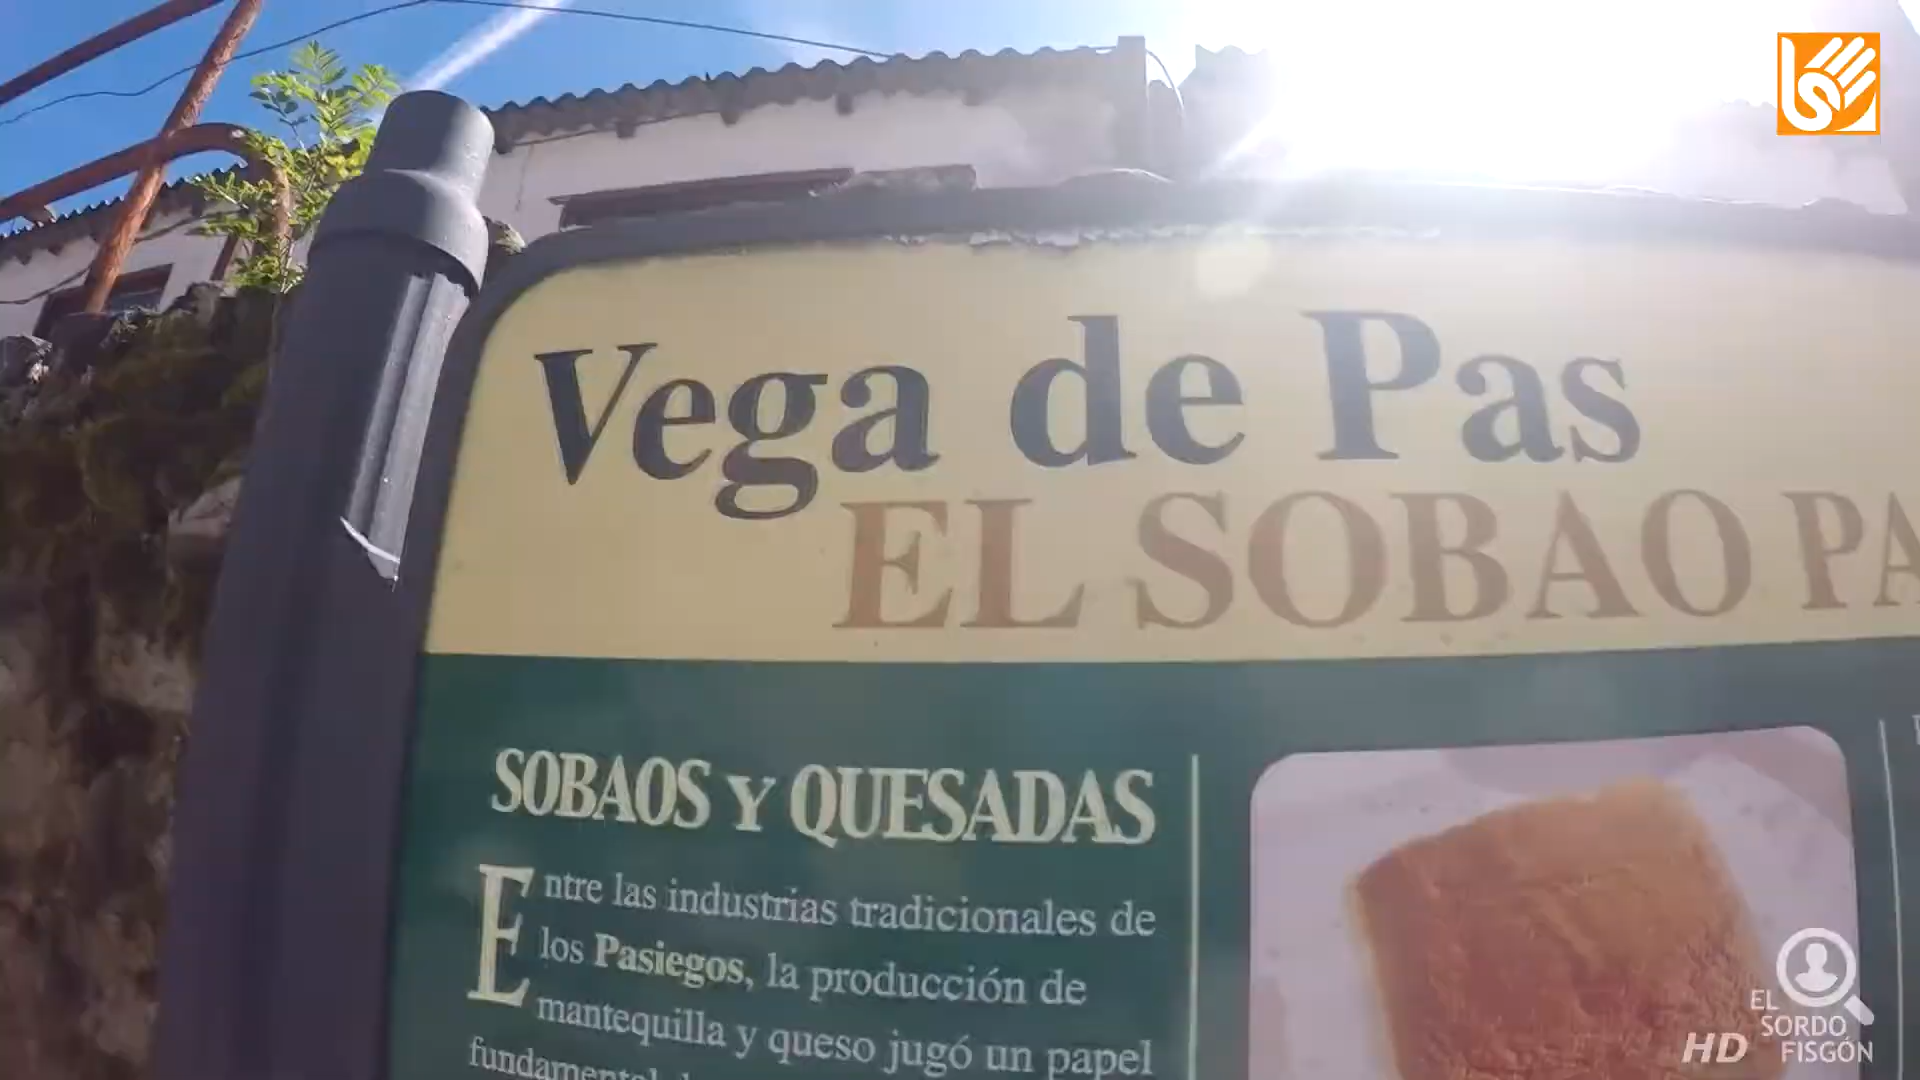 Vega de Pas
EL SOBAO PA
SOBAOS Y QUESADAS
Entre las industrias tradicionales de
los Pasiegos, la producción de
mantequilla y queso jugó un papel
EL
SORDO
FISGÓN
HD